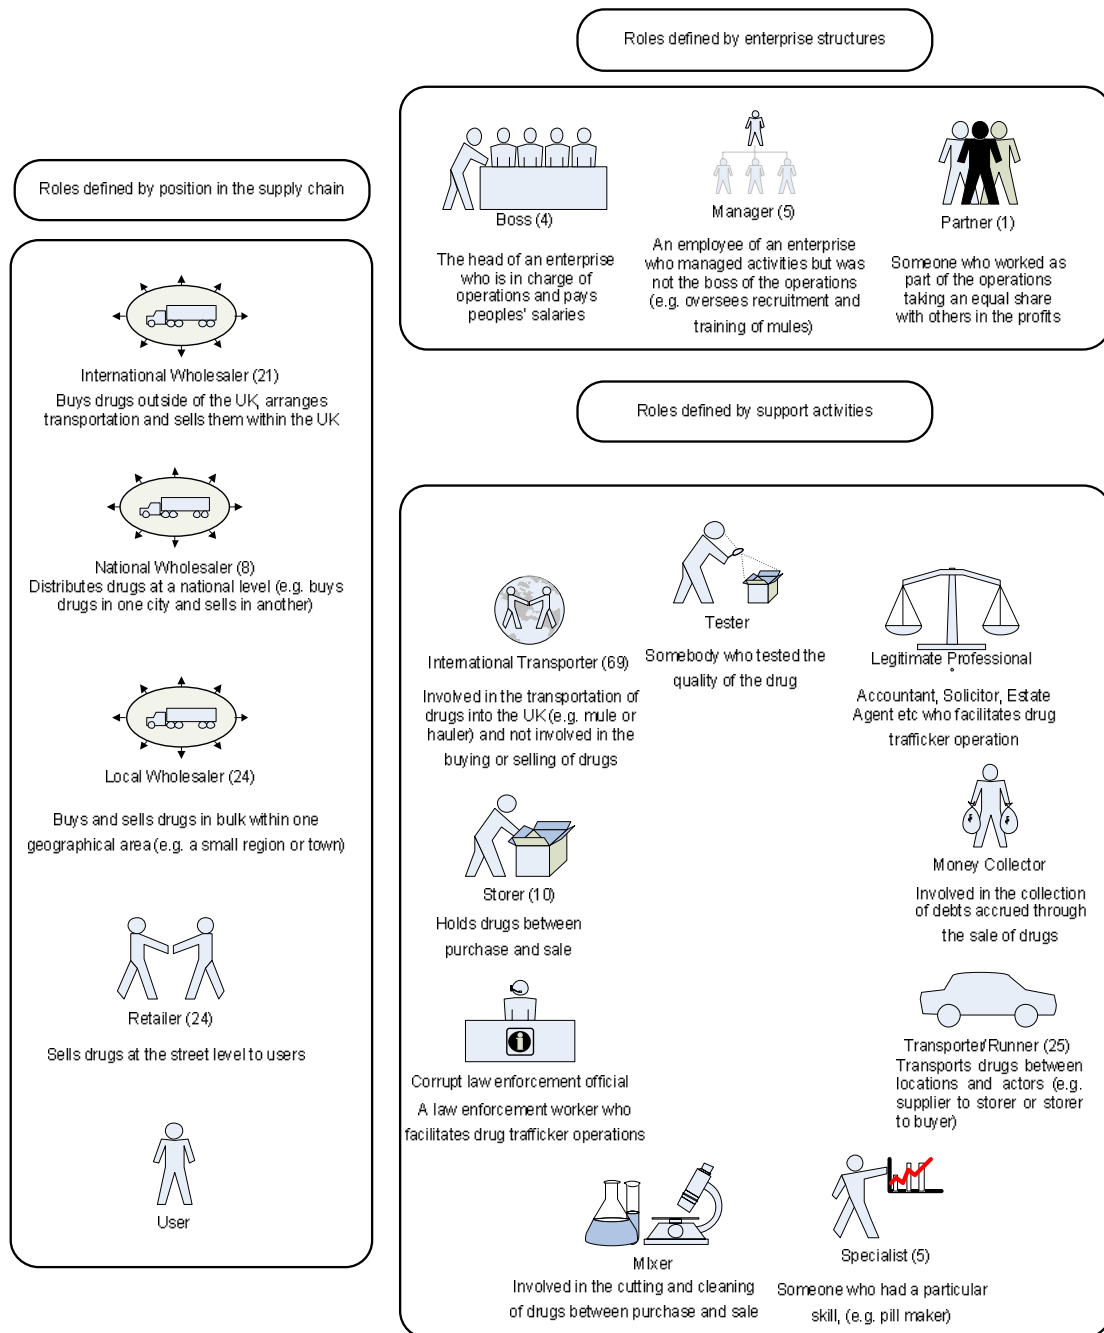 Roles defined by enterprise structures
Boss (4)
The head of an enterprise
who is in charge of
operations and pays
peoples' salaries
Manager (5)
An employee of an enterprise
who managed activities but was
not the boss of the operations
(e.g. oversees recruitment and
training of mules)
Partner (1)
Someone who worked as
part of the operations
taking an equal share
with others in the profits
Roles defined by position in the supply chain
International Wholesaler (21)
Buys drugs outside of the UK, arranges
transportation and sells them within the UK
National Wholesaler (8)
Distributes drugs at a national level (e.g. buys
drugs in one city and sells in another)
Local Wholesaler (24)
Buys and sells drugs in bulk within one
geographical area (e.g. a small region or town)
Retailer (24)
Sells drugs at the street level to users
User
Roles defined by support activities
International Transporter (69)
Involved in the transportation of
drugs into the UK (e.g. mule or
hauler) and not involved in the
buying or selling of drugs
Tester
Somebody who tested the
quality of the drug
Legitimate Professional
Accountant, Solicitor, Estate
Agent etc who facilitates drug
trafficker operation
Storer (10)
Holds drugs between
purchase and sale
Money Collector
Involved in the collection
of debts accrued through
the sale of drugs
i
Corrupt law enforcement official
A law enforcement worker who
facilitates drug trafficker operations
Transporter/Runner (25)
Transports drugs between
locations and actors (e.g.
supplier to storer or storer
to buyer)
MIxer
Involved in the cutting and cleaning
of drugs between purchase and sale
Specialist (5)
Someone who had a particular
skill, (e.g. pill maker)